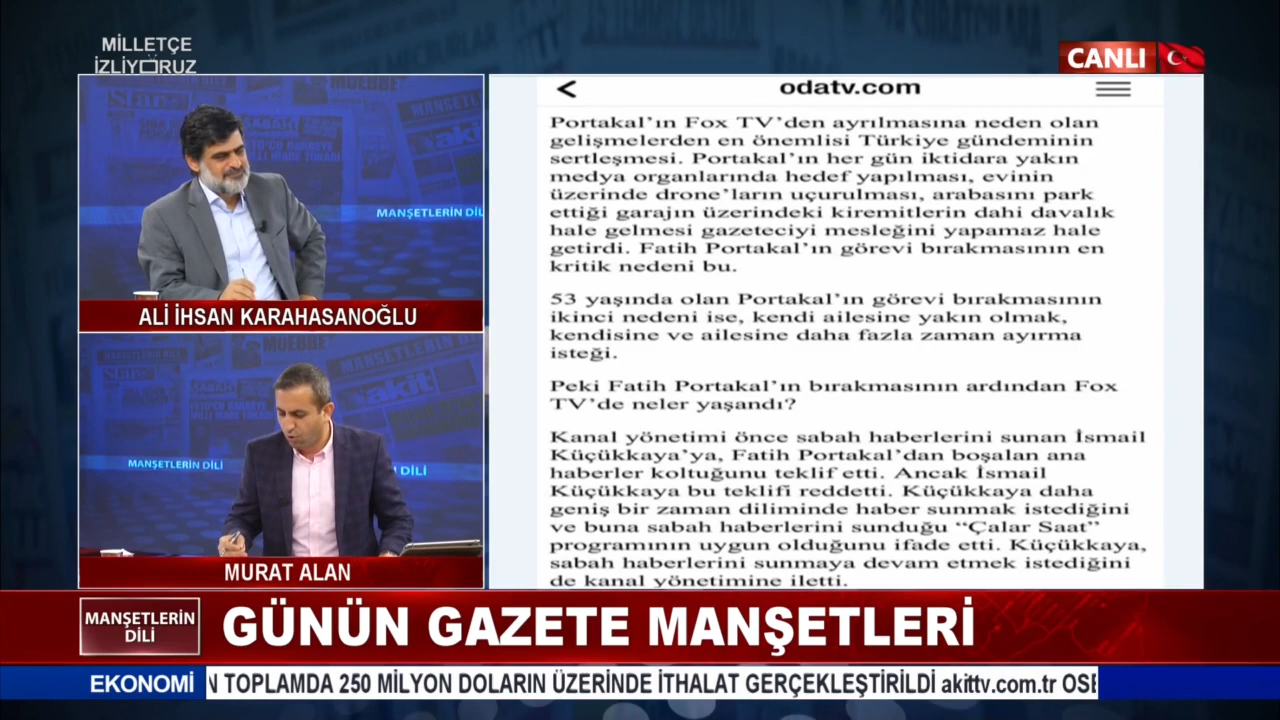 MİLLETÇE
İZLİYORUZ
CANLI
MANŞETLERİN DİL
ALİ İHSAN KARAHASANOĞLU
MANŞETLERİN DİLİ
DİLİ
akit
MURAT ALAN
odatv.com
Portakal’ın Fox TV’den ayrılmasına neden olan
gelişmelerden en önemlisi Türkiye gündeminin
sertleşmesi. Portakal’ın her gün iktidara yakın
medya organlarında hedef yapılması, evinin
üzerinde drone’ların uçurulması, arabasını park
ettiği garajın üzerindeki kiremitlerin dahi davalık
hale gelmesi gazeteciyi mesleğini yapamaz hale
getirdi. Fatih Portakal’ın görevi bırakmasının en
kritik nedeni bu.
53 yaşında olan Portakal’ın görevi bırakmasının
ikinci nedeni ise, kendi ailesine yakın olmak,
kendisine ve ailesine daha fazla zaman ayırma
isteği.
Peki Fatih Portakal’ın bırakmasının ardından Fox
TV’de neler yaşandı?
Kanal yönetimi önce sabah haberlerini sunan İsmail
Küçükkaya’ya, Fatih Portakal’dan boşalan ana
haberler koltuğunu teklif etti. Ancak İsmail
Küçükkaya bu teklifi reddetti. Küçükkaya daha
geniş bir zaman diliminde haber sunmak istediğini
ve buna sabah haberlerini sunduğu “Çalar Saat”
programının uygun olduğunu ifade etti. Küçükkaya,
sabah haberlerini sunmaya devam etmek istediğini
de kanal yönetimine iletti.
MANŞETLERİN
DİLİ
GÜNÜN GAZETE MANŞETLERİ
EKONOMİ
N TOPLAMDA 250 MİLYON DOLARIN ÜZERİNDE İTHALAT GERÇEKLEŞTİRİLDİ akittv.com.tr OSB